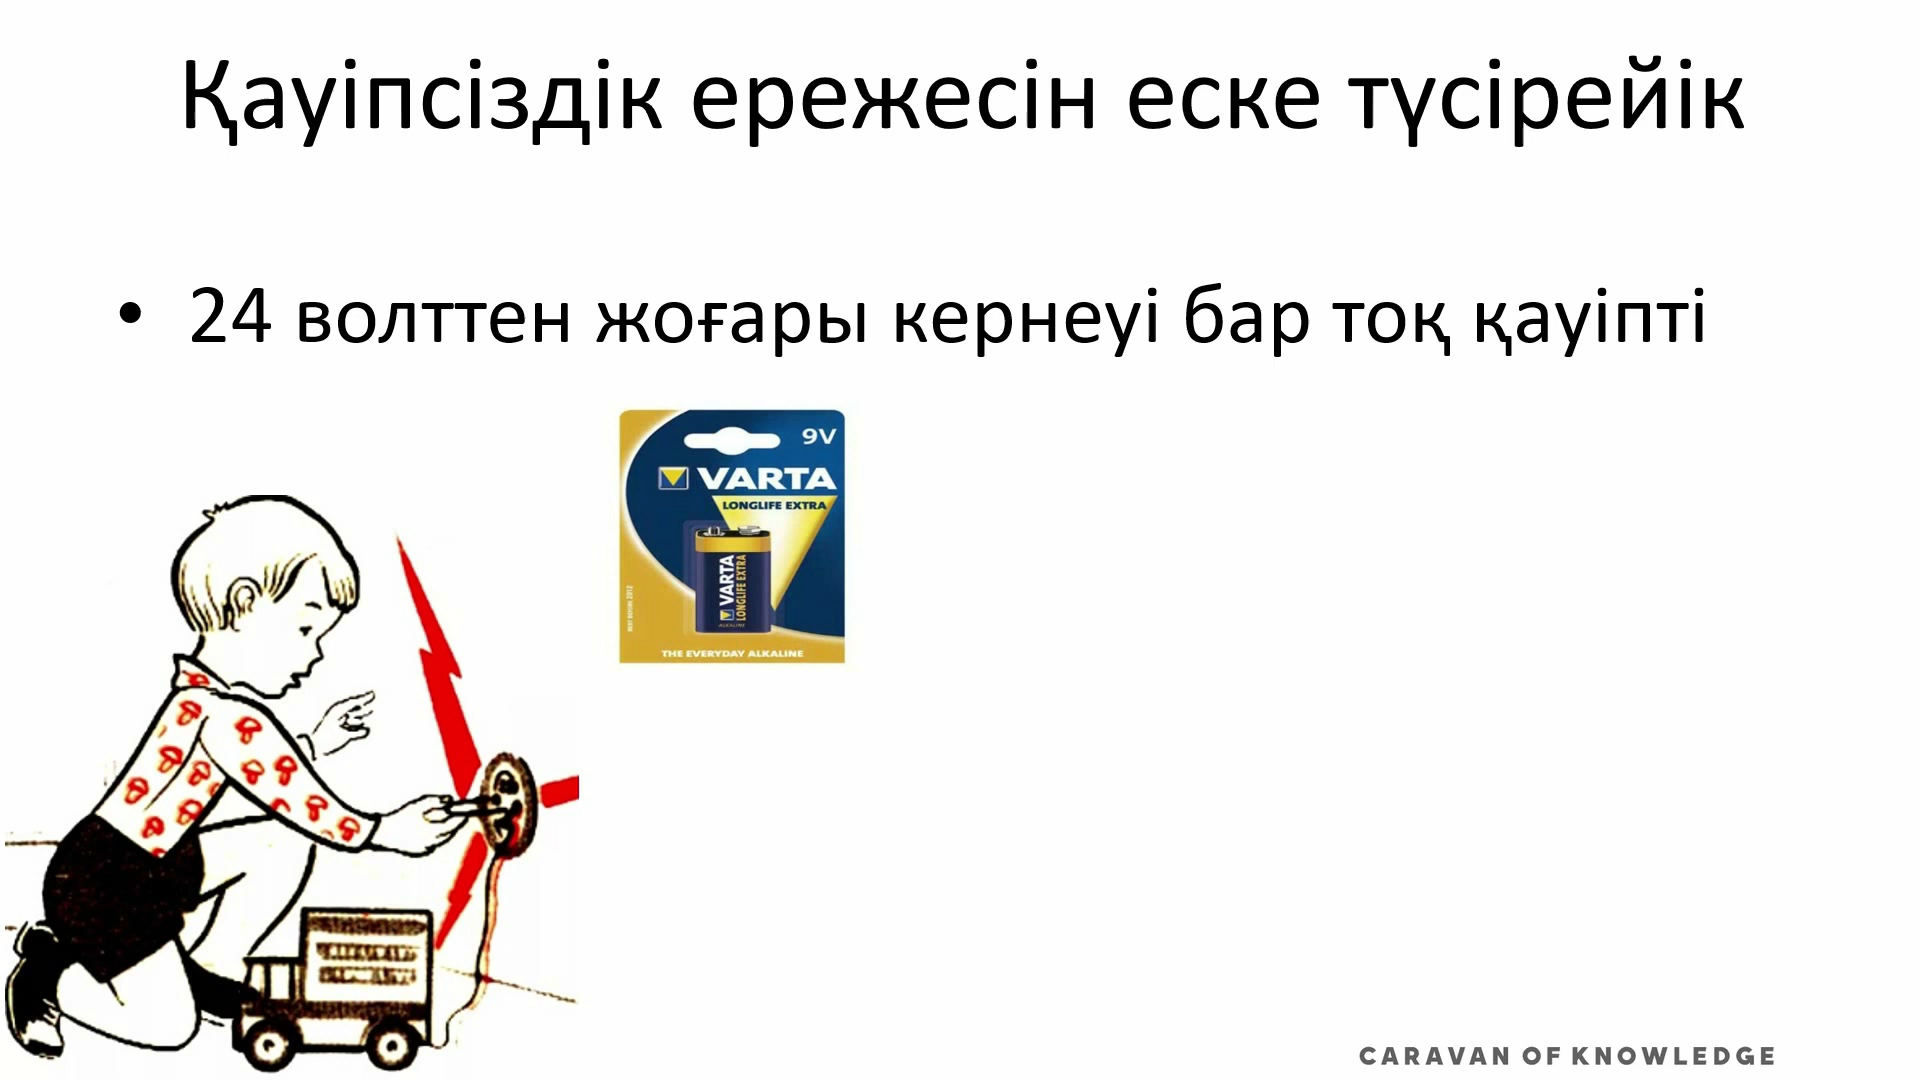 Қауіпсіздік ережесін еске түсірейік
• 24 волттен жоғары кернеуі бар тоқ қауіпті
9V
VARTA
LONGLIFE EXTRA
VARTA
LONGLIFE EXTRA
ALKALINE
THE EVERYDAY ALKALINE
CARAVAN OF KNOWLEDGE